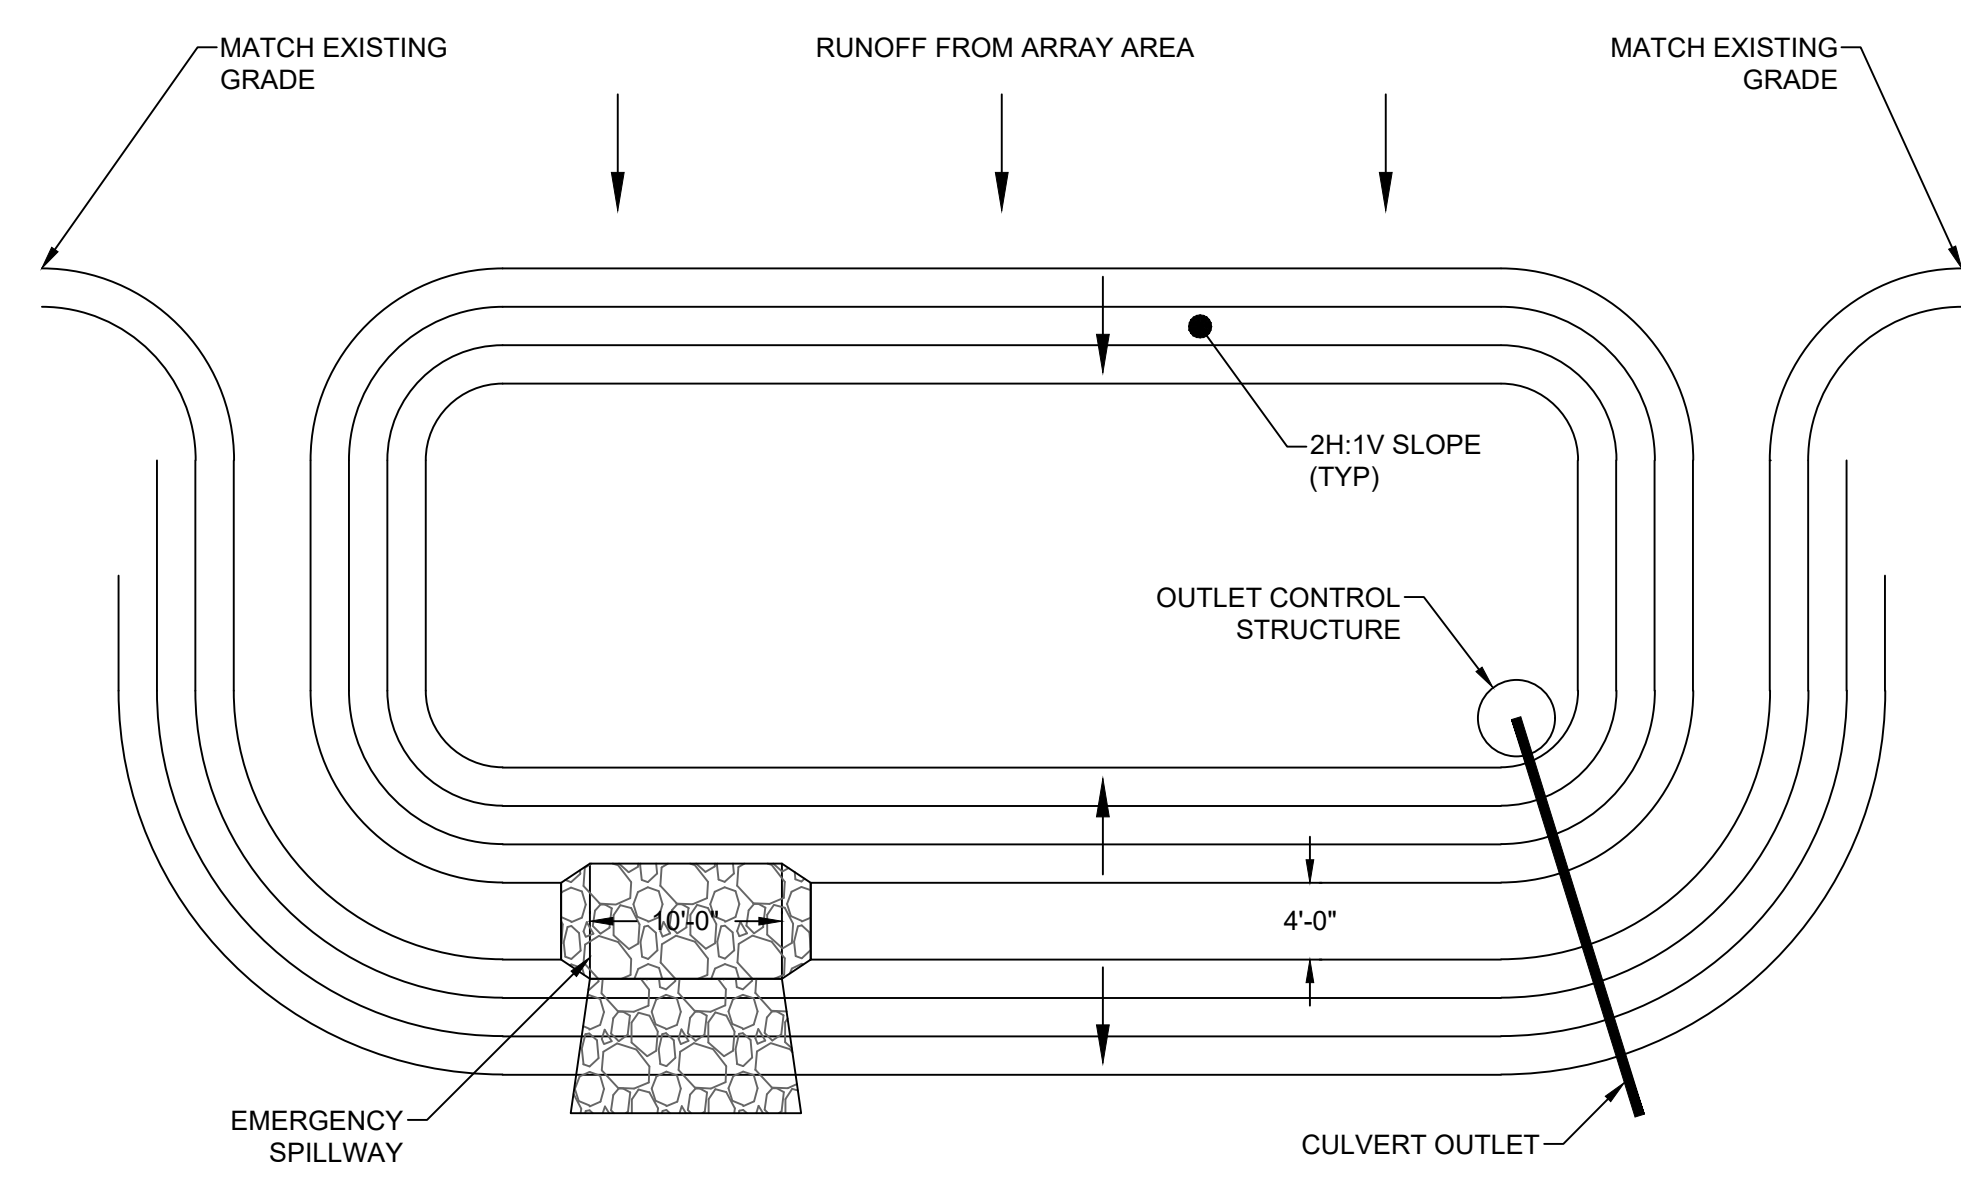 MATCH EXISTING
GRADE
RUNOFF FROM ARRAY AREA
MATCH EXISTING
GRADE
2H:1V SLOPE
(TYP)
OUTLET CONTROL
STRUCTURE
10'-0"
4'-0"
EMERGENCY
SPILLWAY
CULVERT OUTLET